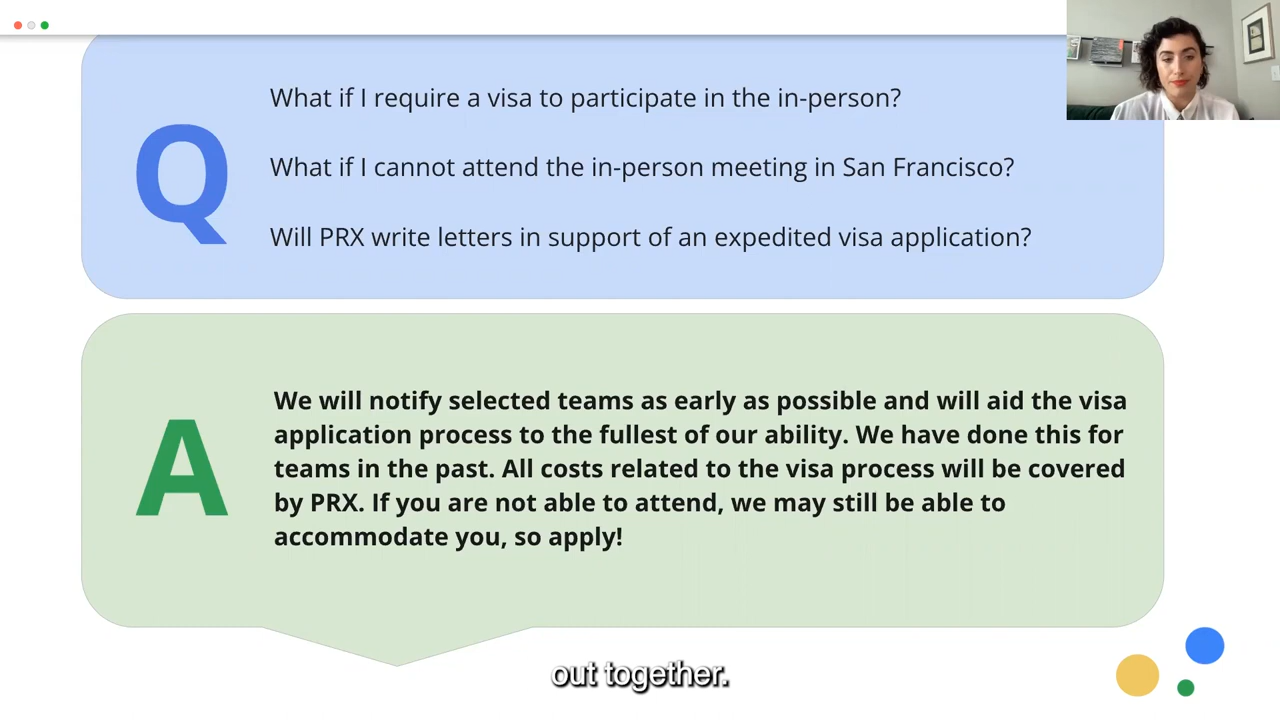 What if I require a visa to participate in the in-person?
What if I cannot attend the in-person meeting in San Francisco?
Q
Will PRX write letters in support of an expedited visa application?
We will notify selected teams as early as possible and will aid the visa
application process to the fullest of our ability. We have done this for
A
teams in the past. All costs related to the visa process will be covered
by PRX. If you are not able to attend, we may still be able to
accommodate you, so apply!
out together.